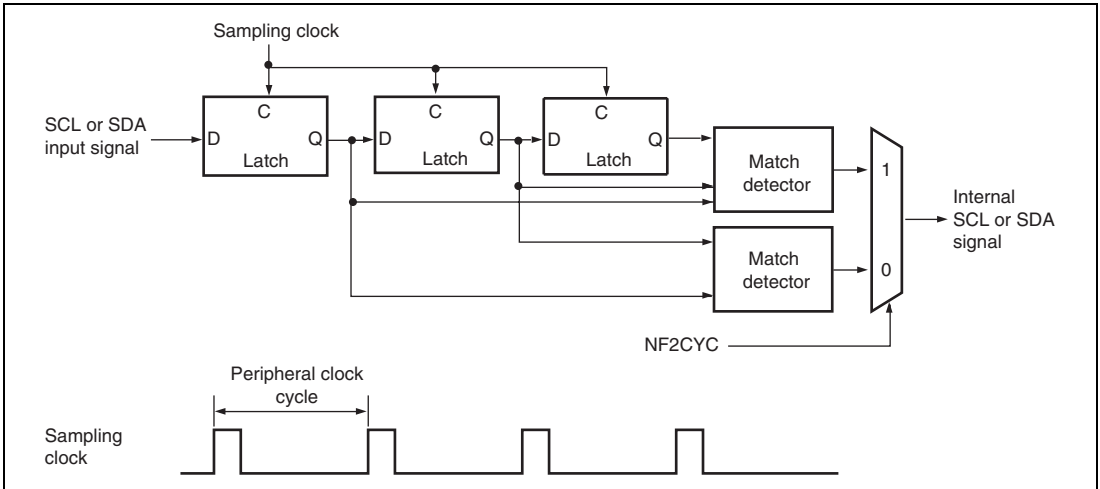 Sampling clock
SCL or SDA
input signal
D
C
Q
Latch
D
C
Q
Latch
D
C
Q
Latch
Match
detector
Match
detector
1
0
Internal
SCL or SDA
signal
NF2CYC
Peripheral clock
cycle
Sampling
clock